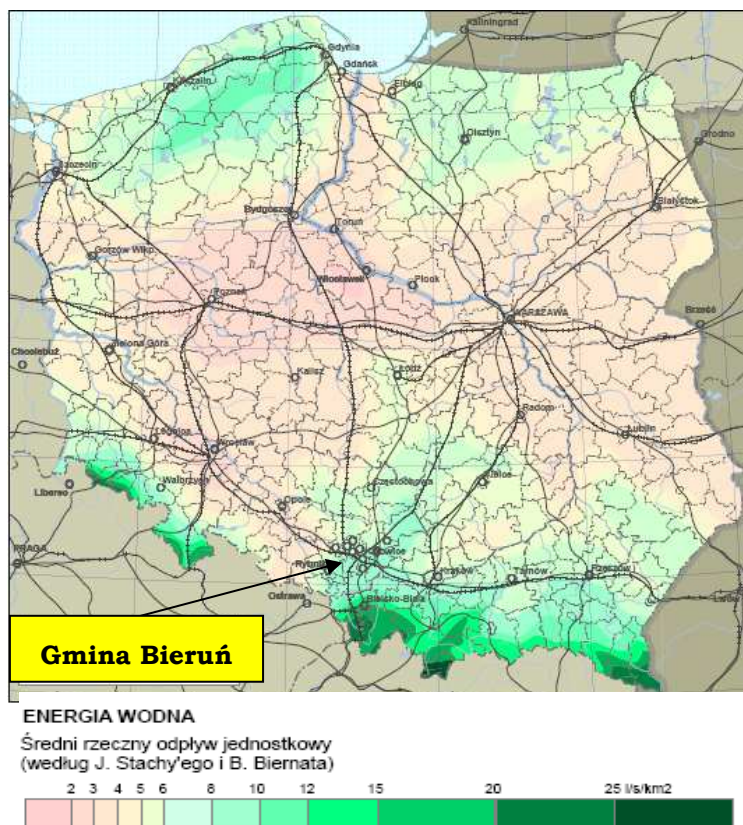 Kaliningrad
Gdynia
Gdańsk
Koszalin
Elbląg
Olsztyn
Grodno
Szczecin
Białystok
Bydgoszcz
Toruń
Gorzów Wlkp.
Włocławek
Płock
Poznań
WARSZAWA
Brześć
Chociebuż
Zielona Góra
Kalisz
Łódź
Radom
Lublin
Legnica
Wrocław
Liberec
Wałbrzych
Opole
Częstochowa
Kielce
PRAGA
Rybnik
Kraków
Tarnów
Rzeszów
Lwów
Ostrawa
Bielsko-Biała
Gmina Bieruń
ENERGIA WODNA
Średni rzeczny odpływ jednostkowy
(według J. Stachy'ego i B. Biernata)
2 3 4 5 6 8 10 12 15 20 25 l/s/km2